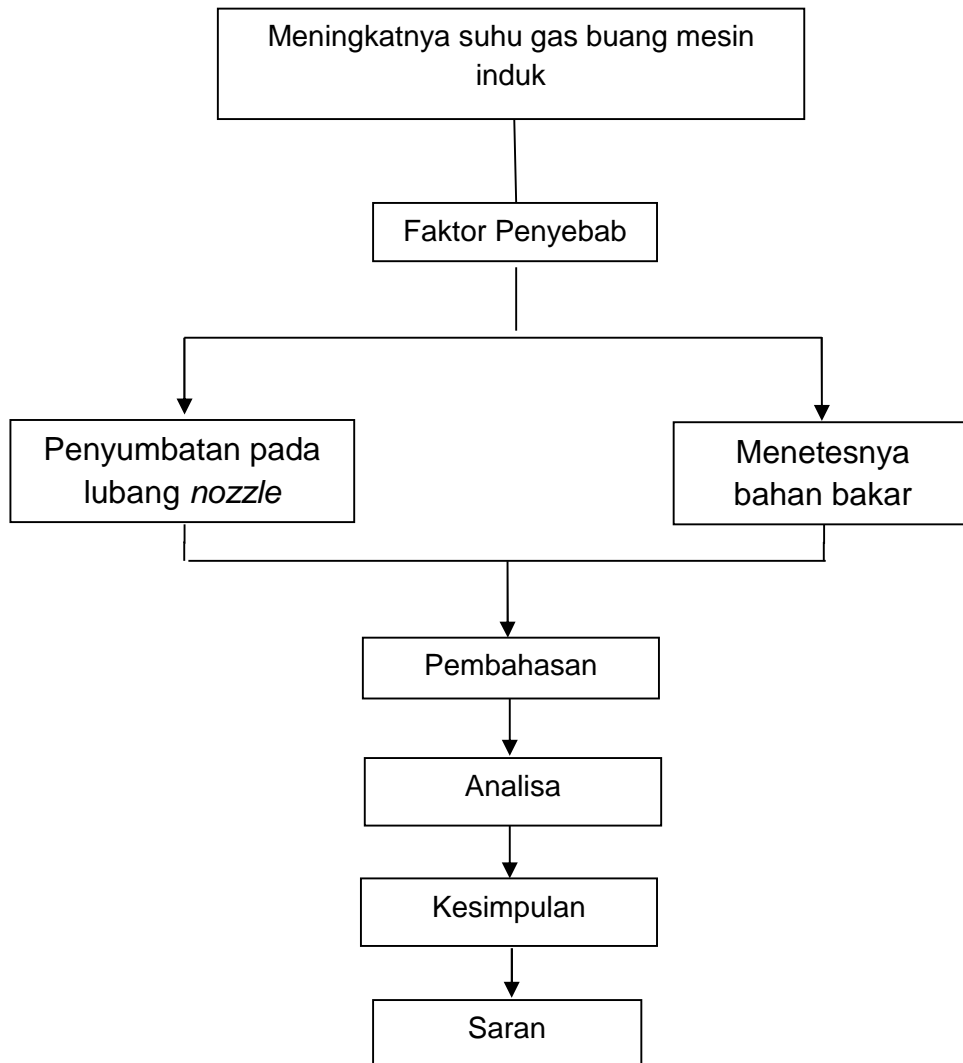 Meningkatnya suhu gas buang mesin
induk
Faktor Penyebab
Penyumbatan pada
lubang nozzle
Menetesnya
bahan bakar
Pembahasan
Analisa
Kesimpulan
Saran